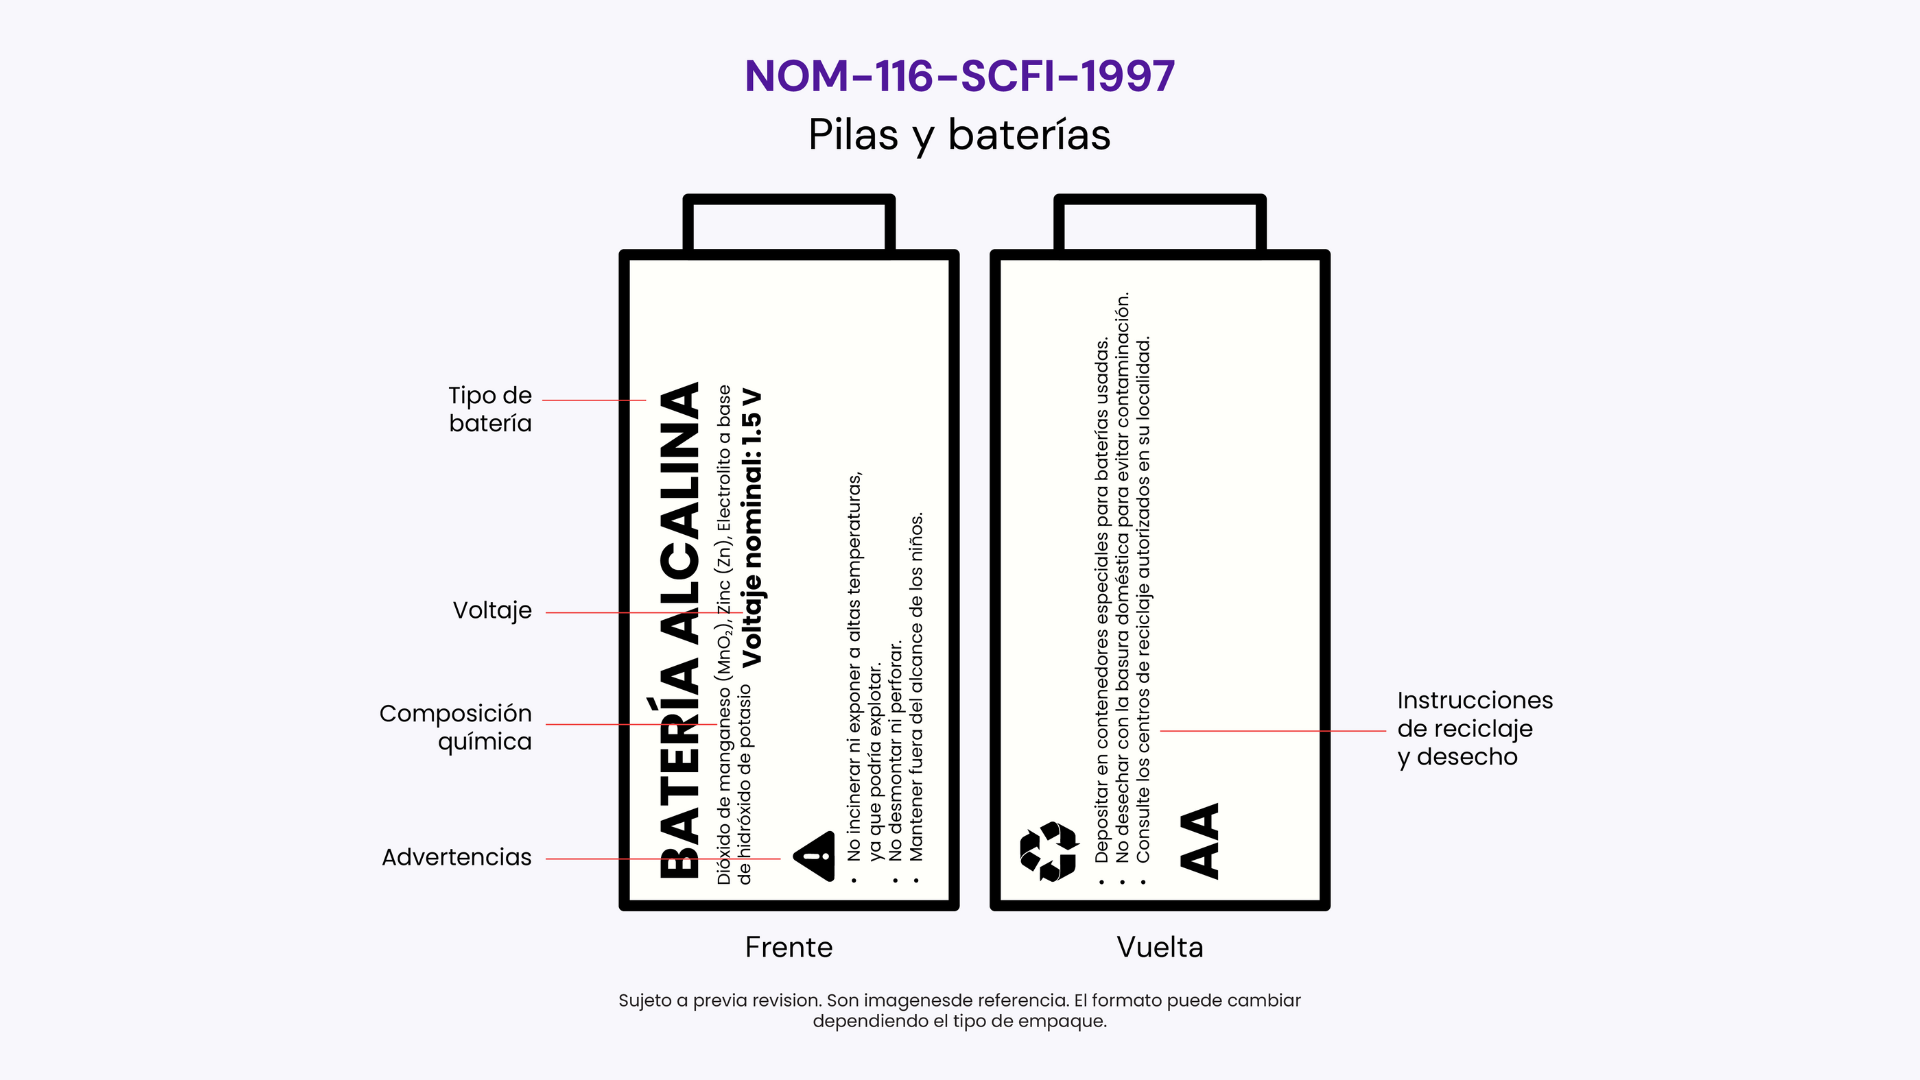 NOM-116-SCFI-1997
Pilas y baterías
Tipo de
batería
Voltaje
Composición
química
Advertencias
BATERÍA ALCALINA
Dióxido de manganeso (MnO₂), Zinc (Zn), Electrolito a base
de hidróxido de potasio Voltaje nominal: 1.5 V
• No incinerar ni exponer a altas temperaturas,
ya que podría explotar.
• No desmontar ni perforar.
• Mantener fuera del alcance de los niños.
• Depositar en contenedores especiales para baterías usadas.
• No desechar con la basura doméstica para evitar contaminación.
• Consulte los centros de reciclaje autorizados en su localidad.
AA
Instrucciones
de reciclaje
y desecho
Frente
Vuelta
Sujeto a previa revision. Son imagenesde referencia. El formato puede cambiar
dependiendo el tipo de empaque.